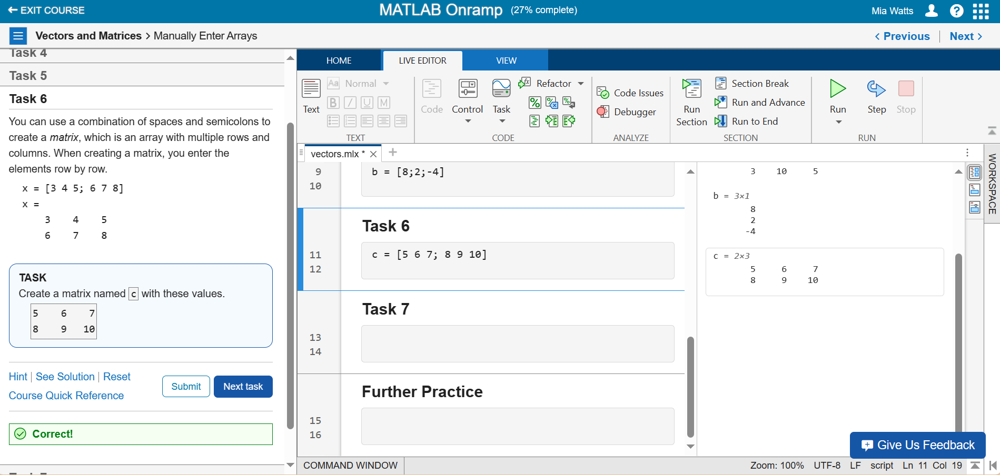 ← EXIT COURSE
MATLAB Onramp (27% complete)
Mia Watts
Vectors and Matrices > Manually Enter Arrays
< Previous | Next >
Task 4
Task 5
Task 6
You can use a combination of spaces and semicolons to
create a matrix, which is an array with multiple rows and
columns. When creating a matrix, you enter the
elements row by row.
x = [3 4 5; 6 7 8]
x =
3 4 5
6 7 8
TASK
Create a matrix named c with these values.
5 6 7
8 9 10
Hint | See Solution | Reset
Course Quick Reference
Submit
Next task
Correct!
HOME
LIVE EDITOR
VIEW
Text
Aa Normal
B I U M
TEXT
Code
Control
Task
Refactor
CODE
Code Issues
Debugger
ANALYZE
Run
Section
Section Break
Run and Advance
Run to End
SECTION
Run
Step
Stop
RUN
vectors.mlx *
9 b = [8;2;-4]
10
Task 6
11 c = [5 6 7; 8 9 10]
12
Task 7
13
14
Further Practice
15
16
3 10 5
b = 3×1
8
2
-4
c = 2×3
5 6 7
8 9 10
WORKSPACE
Give Us Feedback
COMMAND WINDOW
Zoom: 100% UTF-8 LF script Ln 11 Col 19